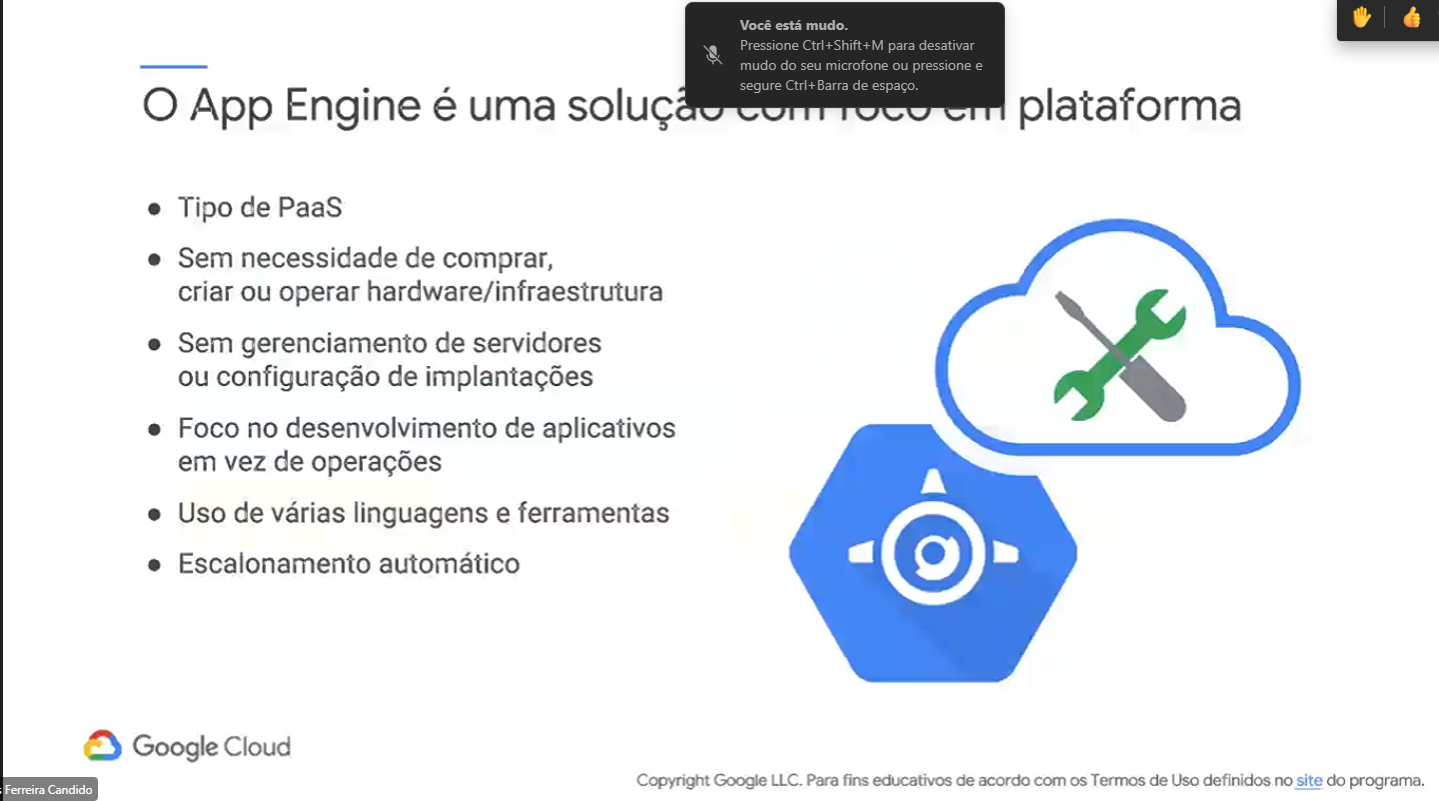 Você está mudo.
Pressione Ctrl+Shift+M para desativar
mudo do seu microfone ou pressione e
segure Ctrl+Barra de espaço.
O App Engine é uma solução com foco em plataforma
● Tipo de PaaS
● Sem necessidade de comprar,
criar ou operar hardware/infraestrutura
● Sem gerenciamento de servidores
ou configuração de implantações
● Foco no desenvolvimento de aplicativos
em vez de operações
● Uso de várias linguagens e ferramentas
● Escalonamento automático
Google Cloud
Copyright Google LLC. Para fins educativos de acordo com os Termos de Uso definidos no site do programa.
Ferreira Candido